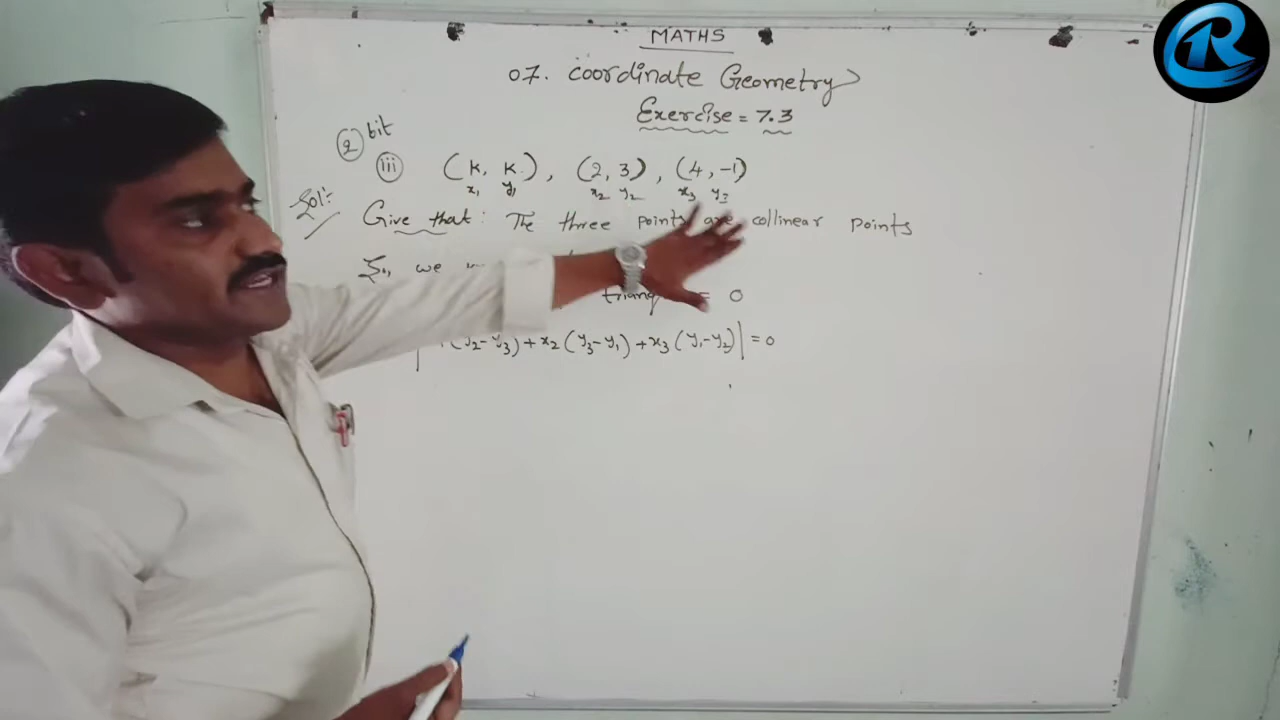 MATHS
07. Coordinate Geometry
Exercise = 7.3
2 bit
iii (K, K), (2, 3), (4, -1)
x₁ y₁ x₂ y₂ x₃ y₃
Sol:- Give that: The three points are collinear points
So, we
triang = 0
(y₂-y₃)+x₂(y₃-y₁)+x₃(y₁-y₂)|=0
R